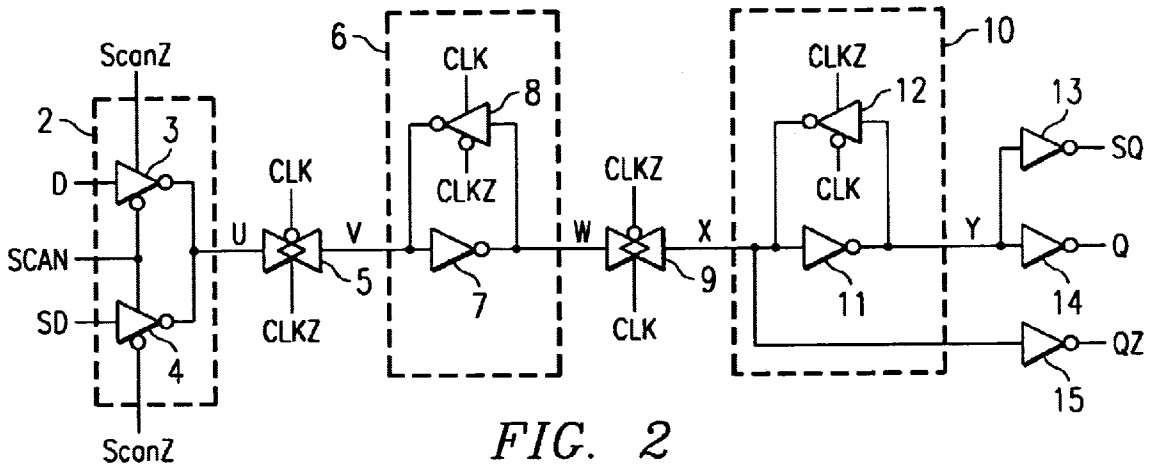 ScanZ
2
3
D
SCAN
SD
4
ScanZ
U
CLK
5
CLKZ
V
6
CLK
8
CLKZ
7
W
CLKZ
9
CLK
X
10
CLKZ
12
CLK
11
Y
13
SQ
Q
14
QZ
15
FIG. 2